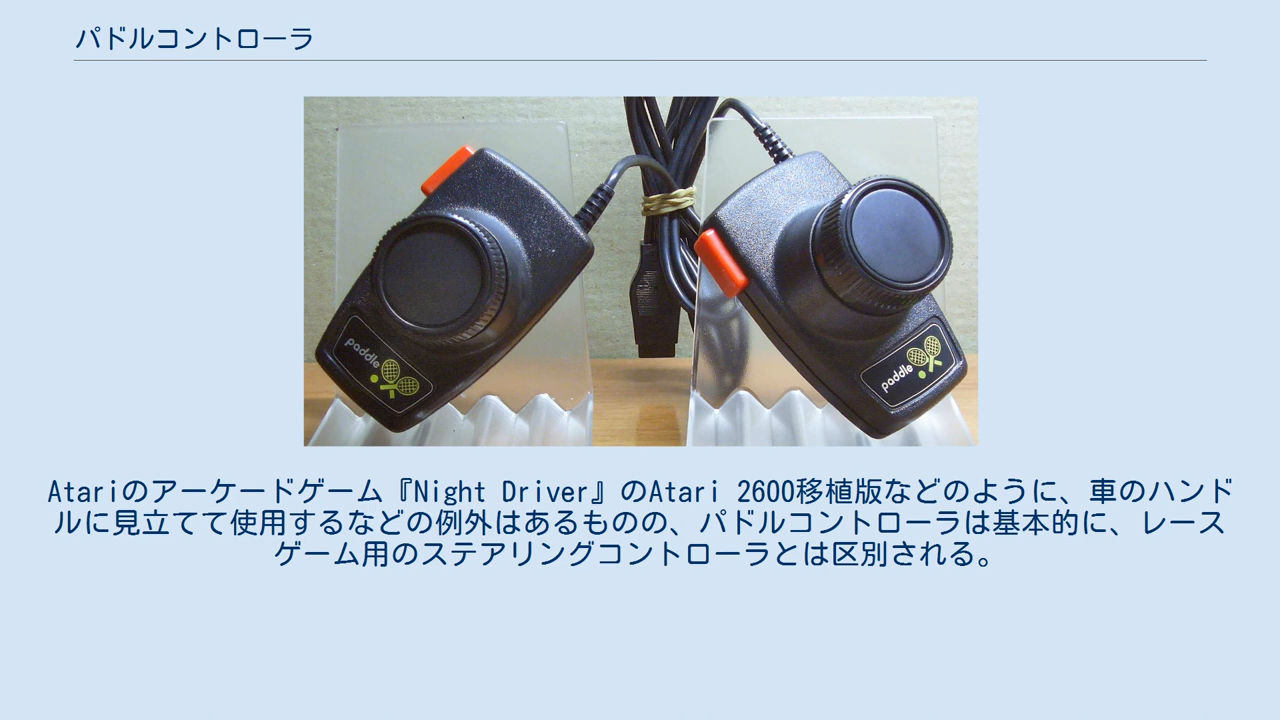 パドルコントローラ
paddle
paddle
Atariのアーケードゲーム『Night Driver』のAtari 2600移植版などのように、車のハンド
ルに見立てて使用するなどの例外はあるものの、パドルコントローラは基本的に、レース
ゲーム用のステアリングコントローラとは区別される。